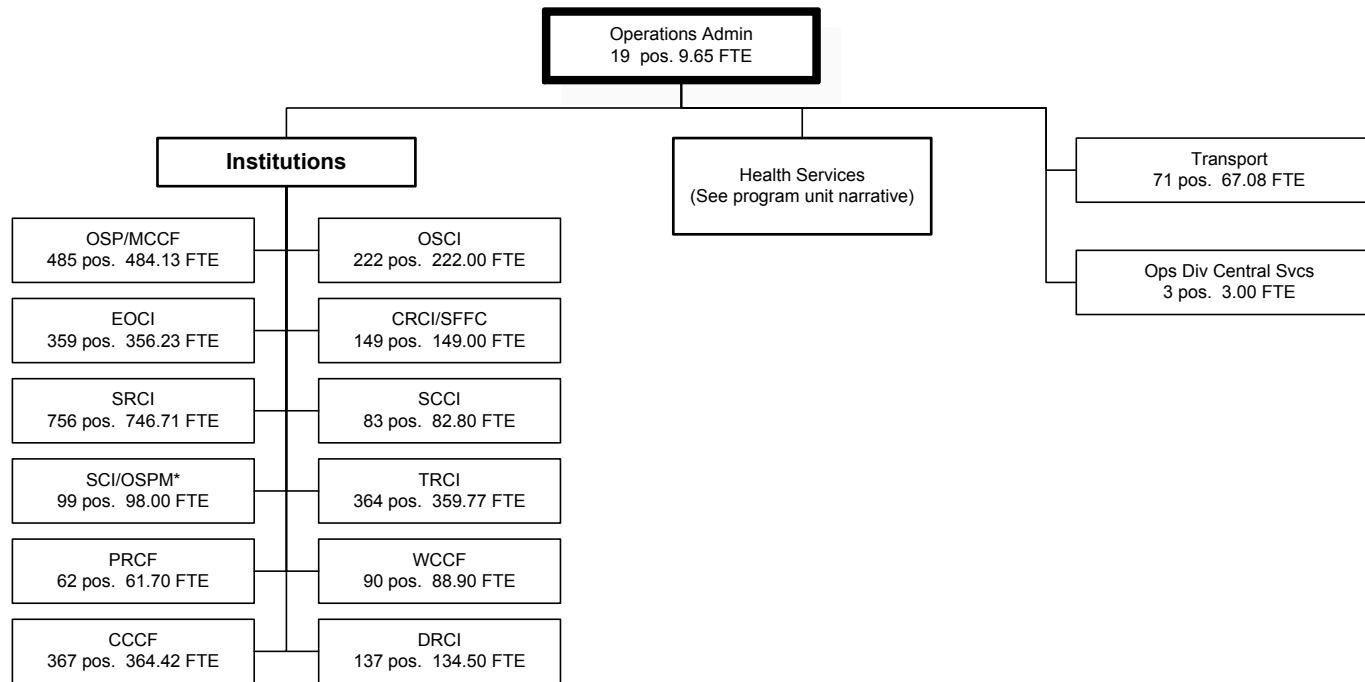 Operations Admin
19 pos. 9.65 FTE
Institutions
Health Services
(See program unit narrative)
Transport
71 pos. 67.08 FTE
Ops Div Central Svcs
3 pos. 3.00 FTE
OSP/MCCF
485 pos. 484.13 FTE
OSCI
222 pos. 222.00 FTE
EOCI
359 pos. 356.23 FTE
CRCI/SFFC
149 pos. 149.00 FTE
SRCI
756 pos. 746.71 FTE
SCCI
83 pos. 82.80 FTE
SCI/OSPM*
99 pos. 98.00 FTE
TRCI
364 pos. 359.77 FTE
PRCF
62 pos. 61.70 FTE
WCCF
90 pos. 88.90 FTE
CCCF
367 pos. 364.42 FTE
DRCI
137 pos. 134.50 FTE